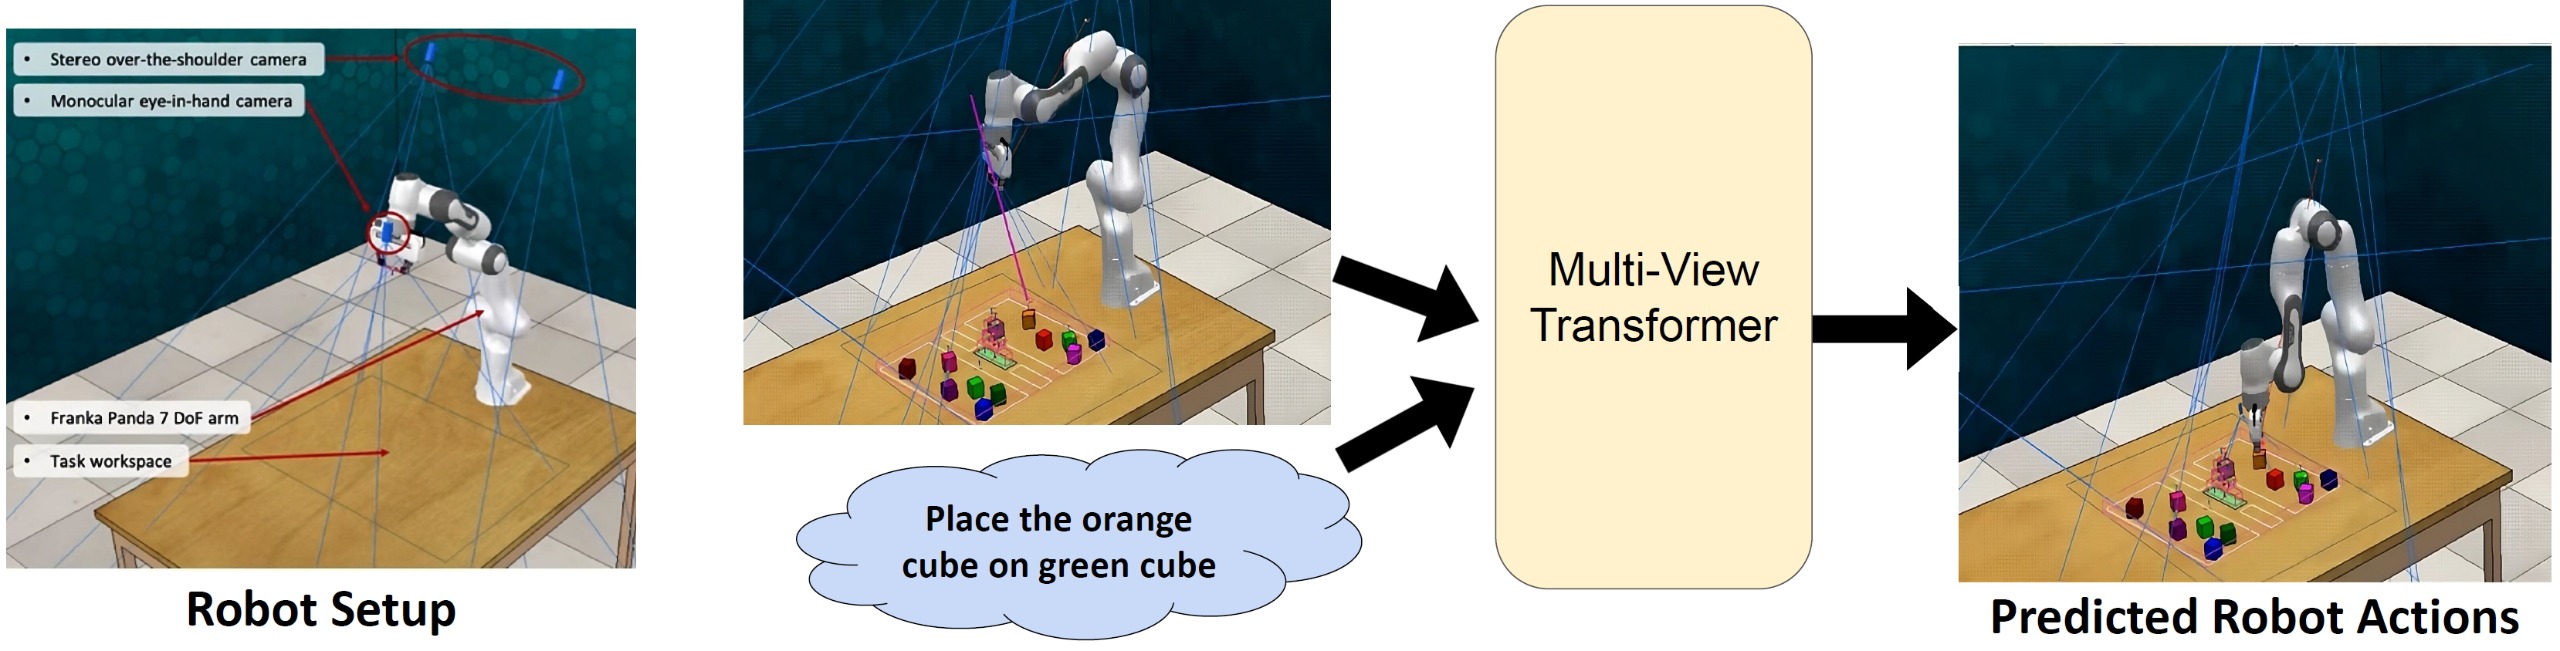 • Stereo over-the-shoulder camera
• Monocular eye-in-hand camera
• Franka Panda 7 DoF arm
• Task workspace
Robot Setup
Place the orange
cube on green cube
Multi-View
Transformer
Predicted Robot Actions